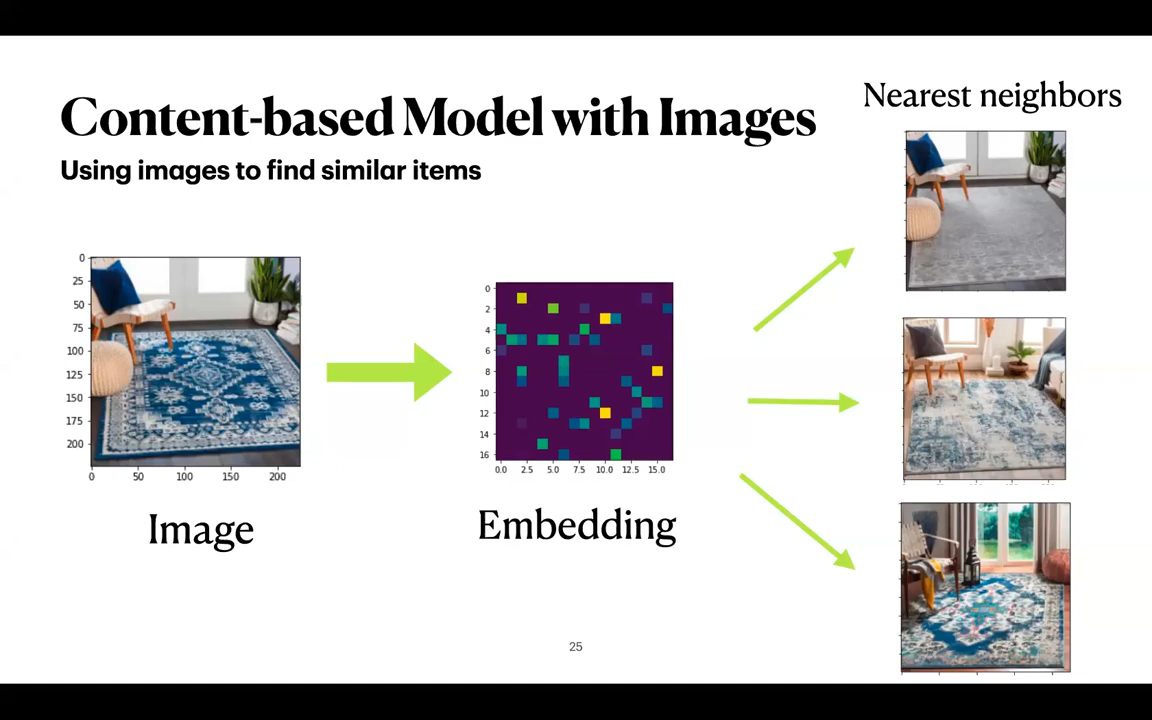 Content-based Model with Images
Using images to find similar items
Nearest neighbors
0
25
50
75
100
125
150
175
200
0 50 100 150 200
Image
0
2
4
6
8
10
12
14
16
0.0 2.5 5.0 7.5 10.0 12.5 15.0
Embedding
25